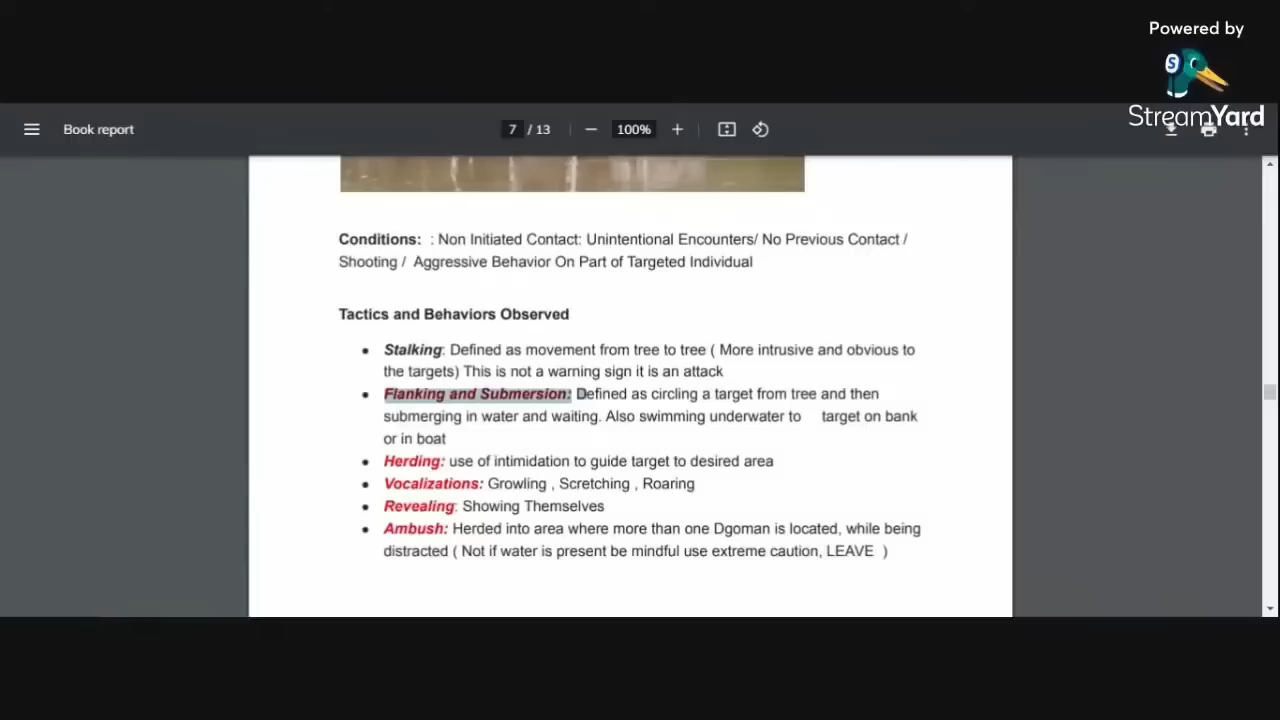 Powered by
StreamYard
Book report
7 / 13
100%
Conditions: : Non Initiated Contact: Unintentional Encounters/ No Previous Contact /
Shooting / Aggressive Behavior On Part of Targeted Individual
Tactics and Behaviors Observed
• Stalking: Defined as movement from tree to tree ( More intrusive and obvious to
the targets) This is not a warning sign it is an attack
• Flanking and Submersion: Defined as circling a target from tree and then
submerging in water and waiting. Also swimming underwater to target on bank
or in boat
• Herding: use of intimidation to guide target to desired area
• Vocalizations: Growling , Scretching , Roaring
• Revealing: Showing Themselves
• Ambush: Herded into area where more than one Dgoman is located, while being
distracted ( Not if water is present be mindful use extreme caution, LEAVE )